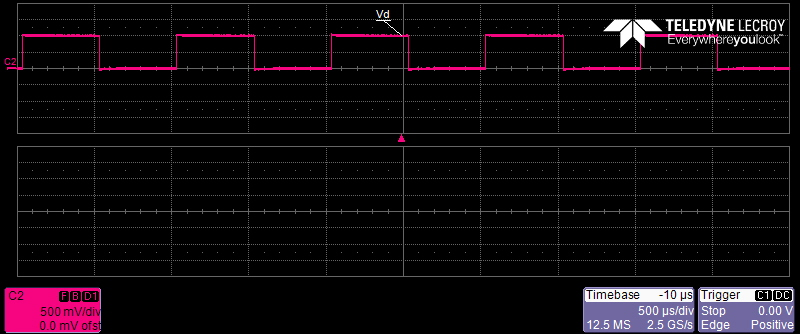 Vd
TELEDYNE LECROY
Everywhereyoulook™
C2
C2 F B D1
500 mV/div
0.0 mV ofst
Timebase -10 µs
500 µs/div
12.5 MS 2.5 GS/s
Trigger C1 DC
Stop 0.00 V
Edge Positive